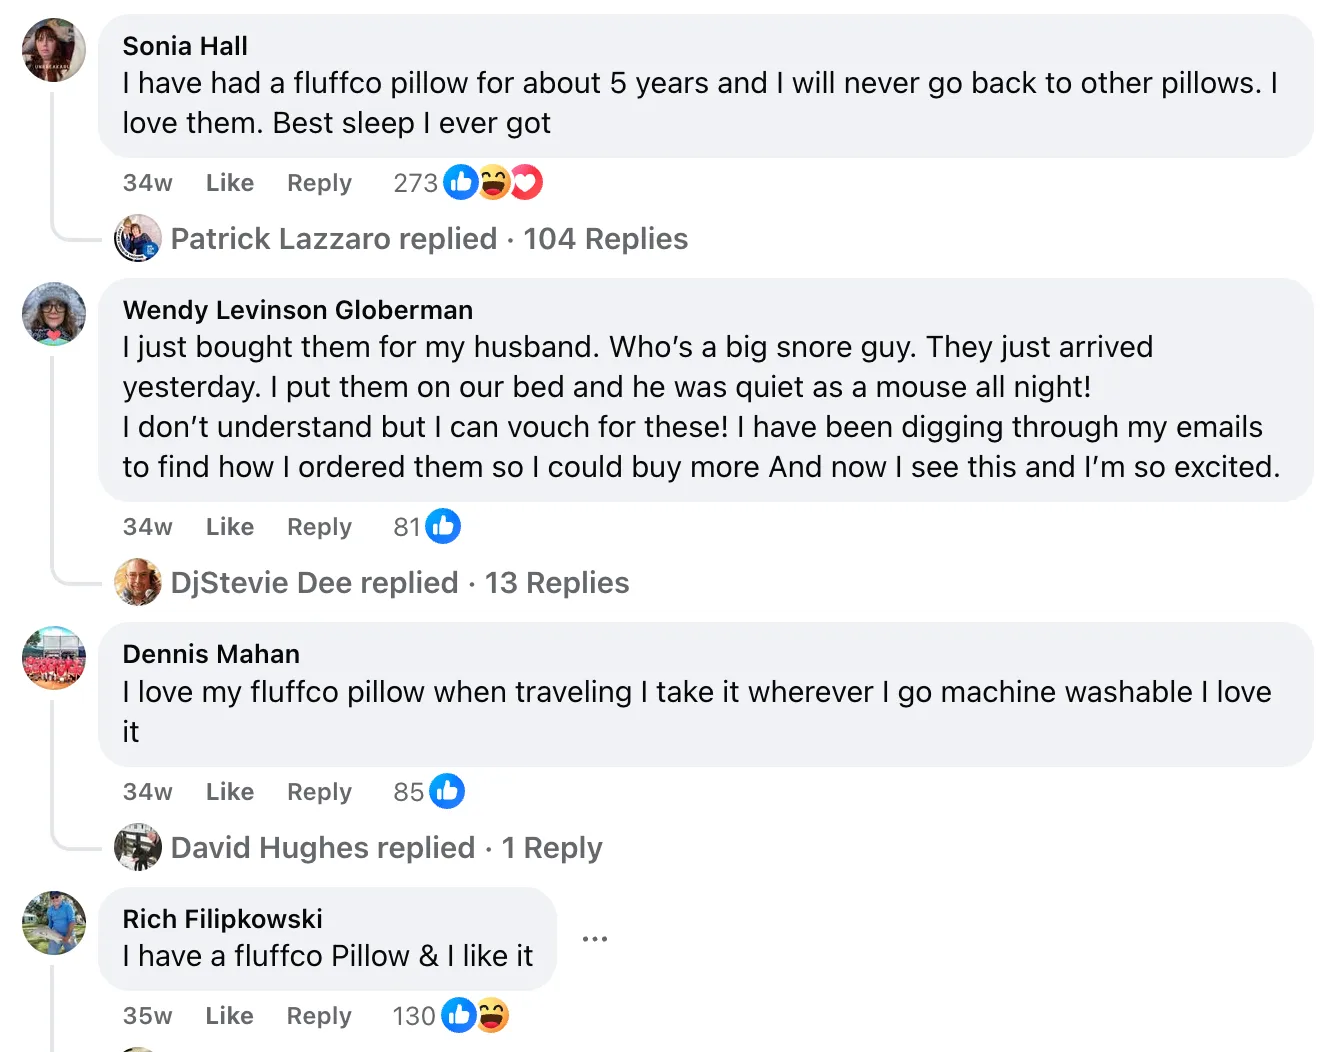 Sonia Hall
I have had a fluffco pillow for about 5 years and I will never go back to other pillows. I
love them. Best sleep I ever got
34w Like Reply 273
Patrick Lazzaro replied · 104 Replies
Wendy Levinson Globerman
I just bought them for my husband. Who’s a big snore guy. They just arrived
yesterday. I put them on our bed and he was quiet as a mouse all night!
I don’t understand but I can vouch for these! I have been digging through my emails
to find how I ordered them so I could buy more And now I see this and I’m so excited.
34w Like Reply 81
DjStevie Dee replied · 13 Replies
Dennis Mahan
I love my fluffco pillow when traveling I take it wherever I go machine washable I love
it
34w Like Reply 85
David Hughes replied · 1 Reply
Rich Filipkowski
I have a fluffco Pillow & I like it
35w Like Reply 130